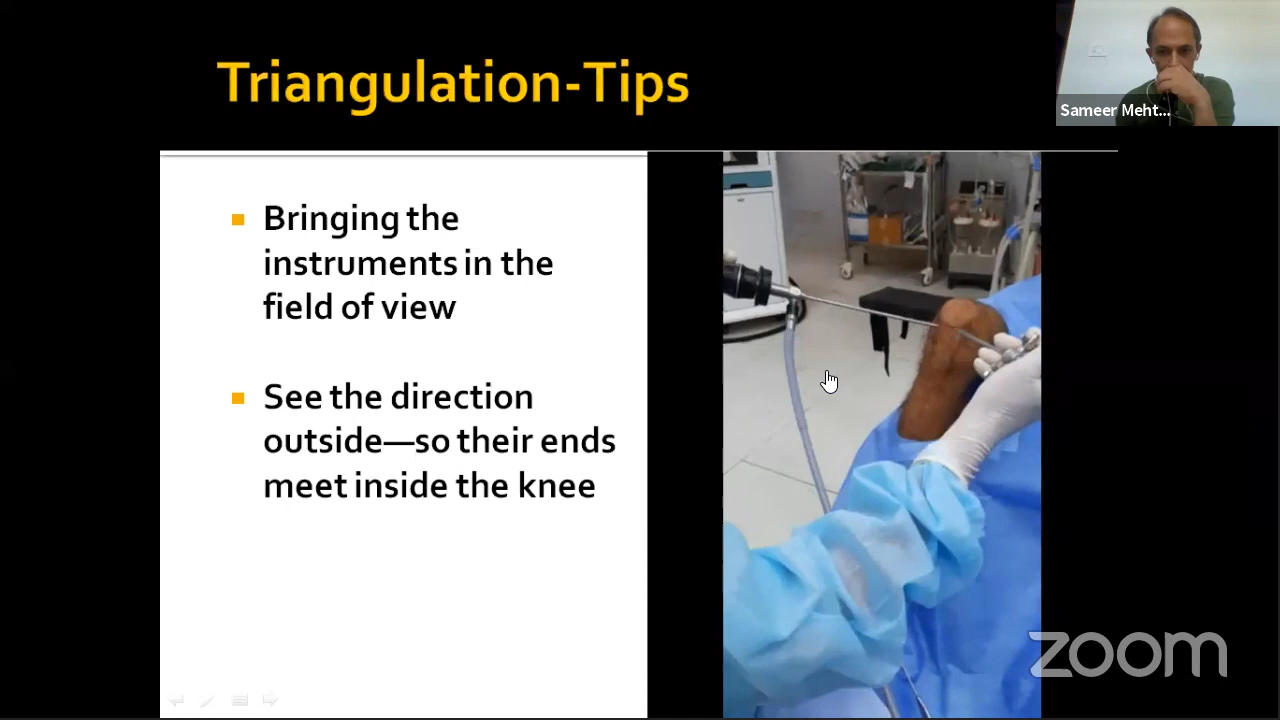 Triangulation-Tips
Sameer Meht...
Bringing the
instruments in the
field of view
See the direction
outside—so their ends
meet inside the knee
zoom